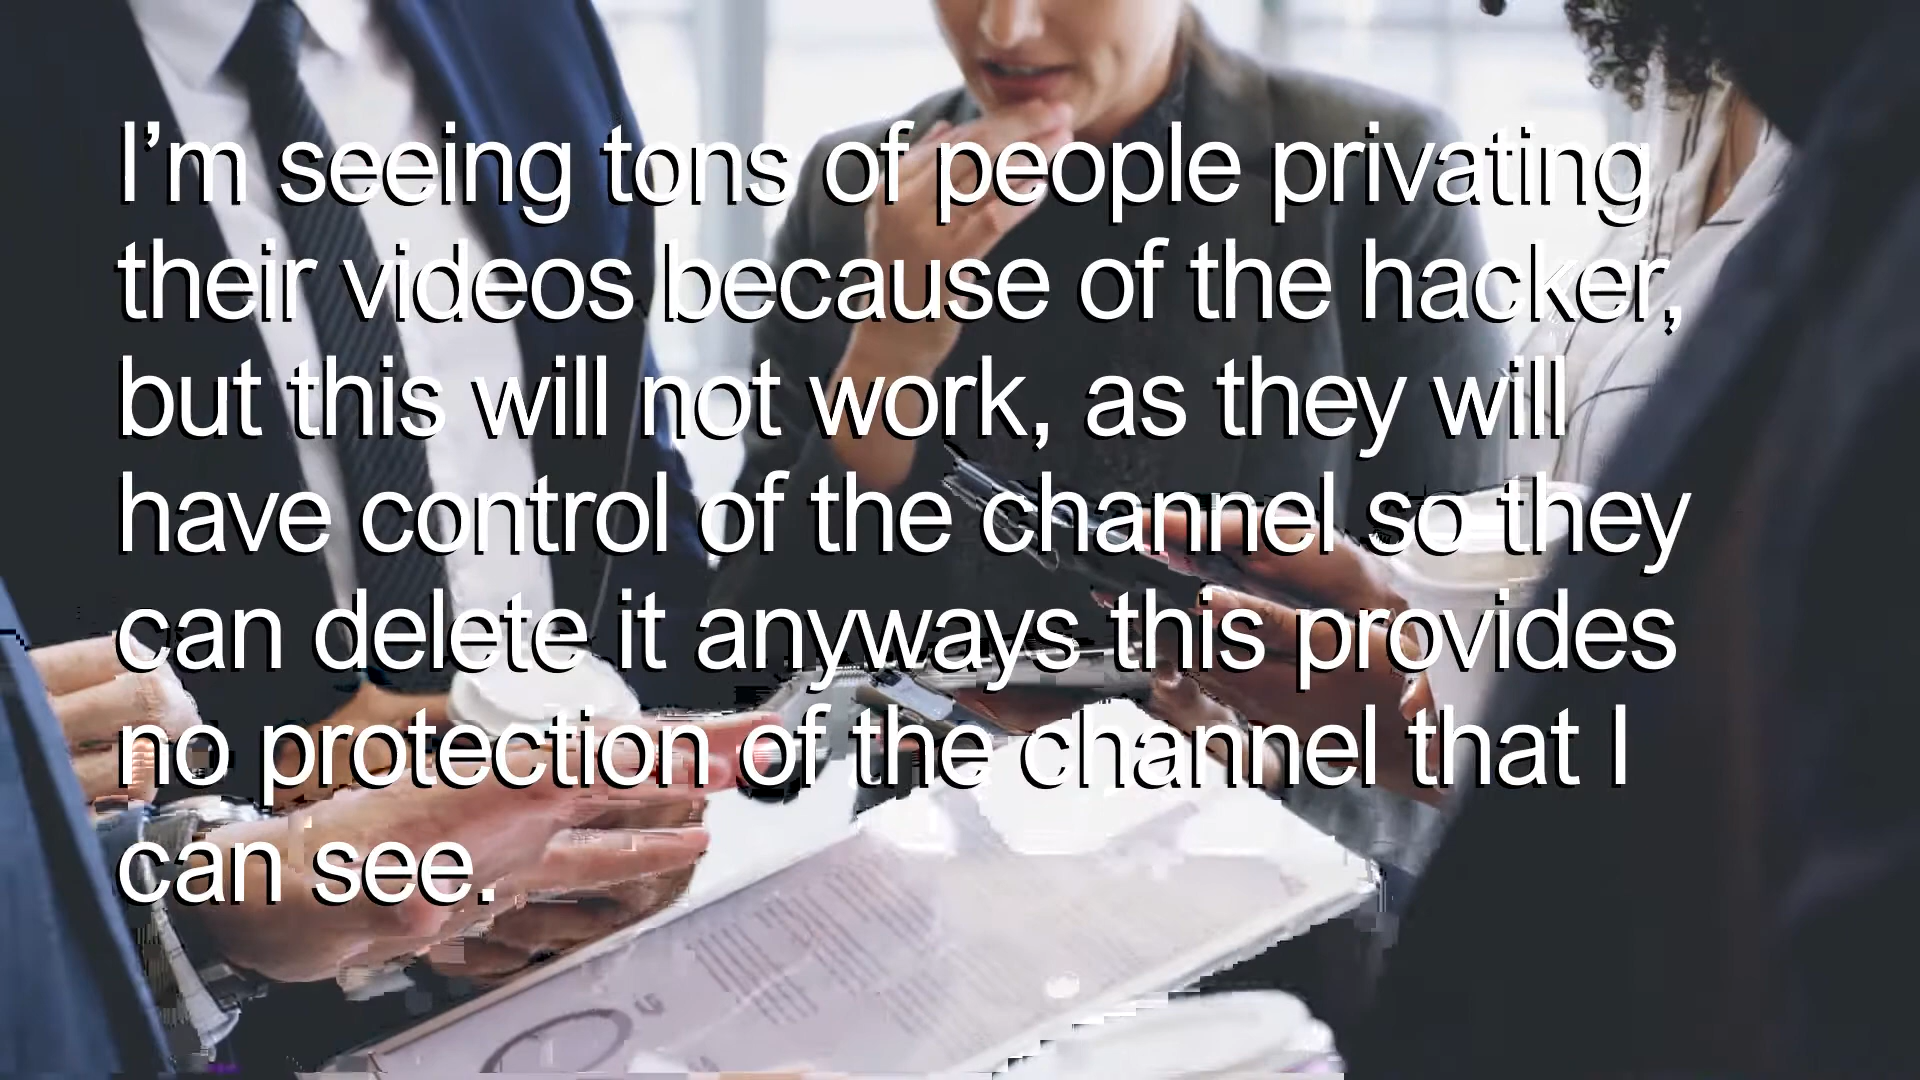 I’m seeing tons of people privating
their videos because of the hacker,
but this will not work, as they will
have control of the channel so they
can delete it anyways this provides
no protection of the channel that I
can see.